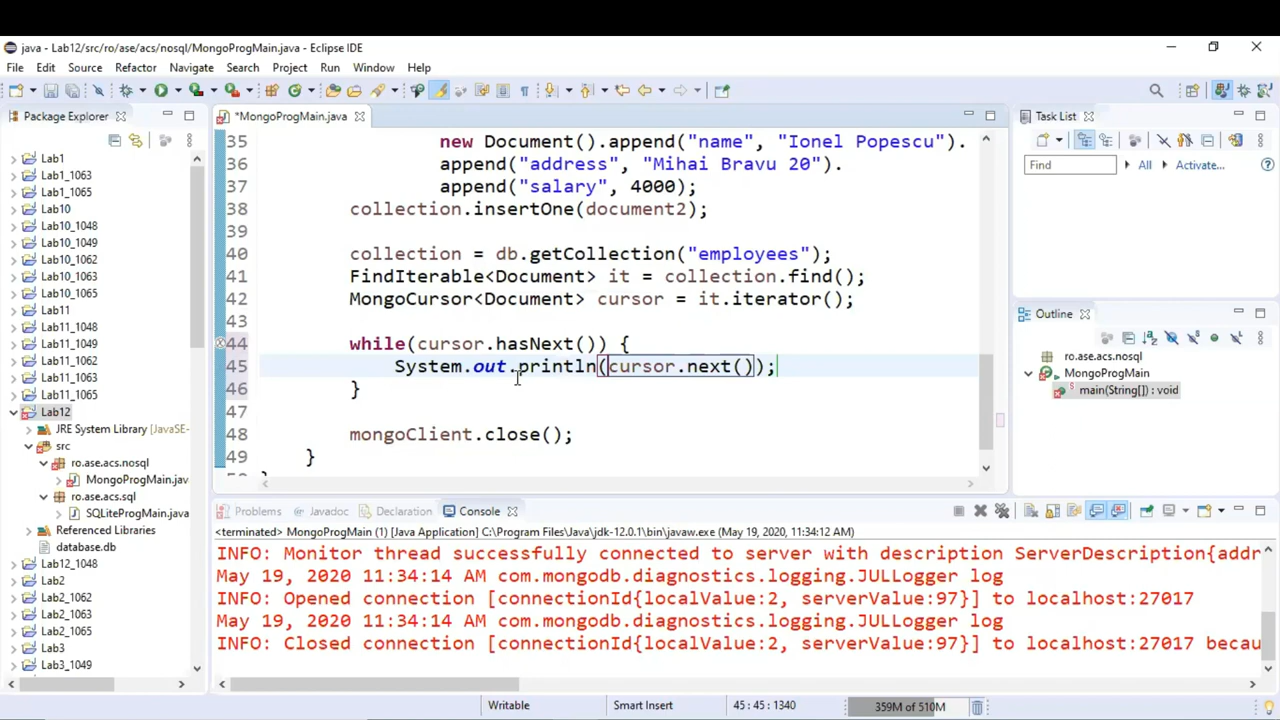 java - Lab12/src/ro/ase/acs/nosql/MongoProgMain.java - Eclipse IDE
File Edit Source Refactor Navigate Search Project Run Window Help
Package Explorer
Lab1
Lab1_1063
Lab1_1065
Lab10
Lab10_1048
Lab10_1049
Lab10_1062
Lab10_1063
Lab10_1065
Lab11
Lab11_1048
Lab11_1049
Lab11_1062
Lab11_1063
Lab11_1065
Lab12
JRE System Library [JavaSE-
src
ro.ase.acs.nosql
MongoProgMain.java
ro.ase.acs.sql
SQLiteProgMain.java
Referenced Libraries
database.db
Lab12_1048
Lab2
Lab2_1062
Lab2_1063
Lab2_1065
Lab3
Lab3_1049
*MongoProgMain.java
35 new Document().append("name", "Ionel Popescu").
36 append("address", "Mihai Bravu 20").
37 append("salary", 4000);
38 collection.insertOne(document2);
39
40 collection = db.getCollection("employees");
41 FindIterable<Document> it = collection.find();
42 MongoCursor<Document> cursor = it.iterator();
43
44 while(cursor.hasNext()) {
45 System.out.println(cursor.next());
46 }
47
48 mongoClient.close();
49 }
Task List
Find All Activate...
Outline
ro.ase.acs.nosql
MongoProgMain
main(String[]) : void
Problems Javadoc Declaration Console
<terminated> MongoProgMain (1) [Java Application] C:\Program Files\Java\jdk-12.0.1\bin\javaw.exe (May 19, 2020 11:34:12 AM)
INFO: Monitor thread successfully connected to server with description ServerDescription{addr
May 19, 2020 11:34:14 AM com.mongodb.diagnostics.logging.JULLogger log
INFO: Opened connection [connectionId{localValue:2, serverValue:97}] to localhost:27017
May 19, 2020 11:34:14 AM com.mongodb.diagnostics.logging.JULLogger log
INFO: Closed connection [connectionId{localValue:2, serverValue:97}] to localhost:27017 becau
Writable Smart Insert 45 : 45 : 1340 359M of 510M